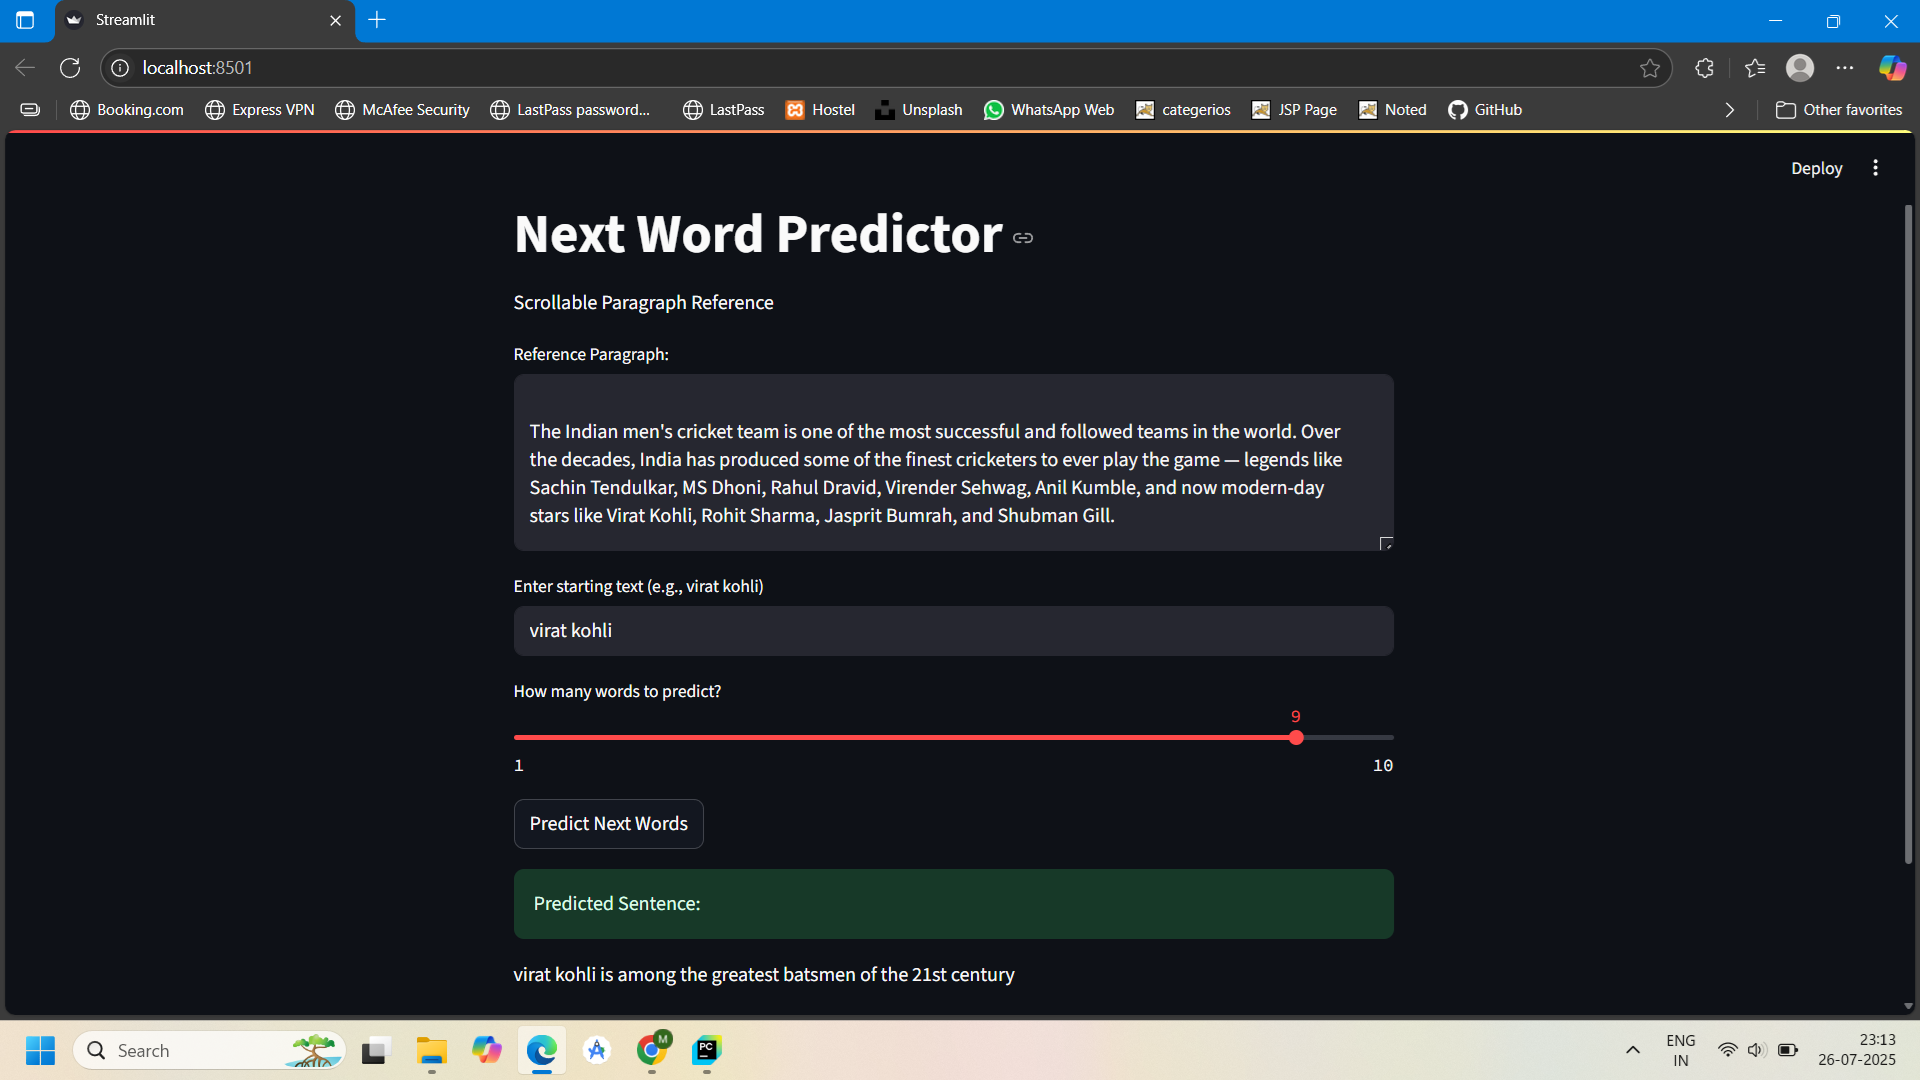 Streamlit
localhost:8501
Booking.com Express VPN McAfee Security LastPass password... LastPass Hostel Unsplash WhatsApp Web categerios JSP Page Noted GitHub Other favorites
Deploy
Next Word Predictor
Scrollable Paragraph Reference
Reference Paragraph:
The Indian men's cricket team is one of the most successful and followed teams in the world. Over
the decades, India has produced some of the finest cricketers to ever play the game — legends like
Sachin Tendulkar, MS Dhoni, Rahul Dravid, Virender Sehwag, Anil Kumble, and now modern-day
stars like Virat Kohli, Rohit Sharma, Jasprit Bumrah, and Shubman Gill.
Enter starting text (e.g., virat kohli)
virat kohli
How many words to predict?
9
1 10
Predict Next Words
Predicted Sentence:
virat kohli is among the greatest batsmen of the 21st century
Search
M
PC
ENG
IN
23:13
26-07-2025